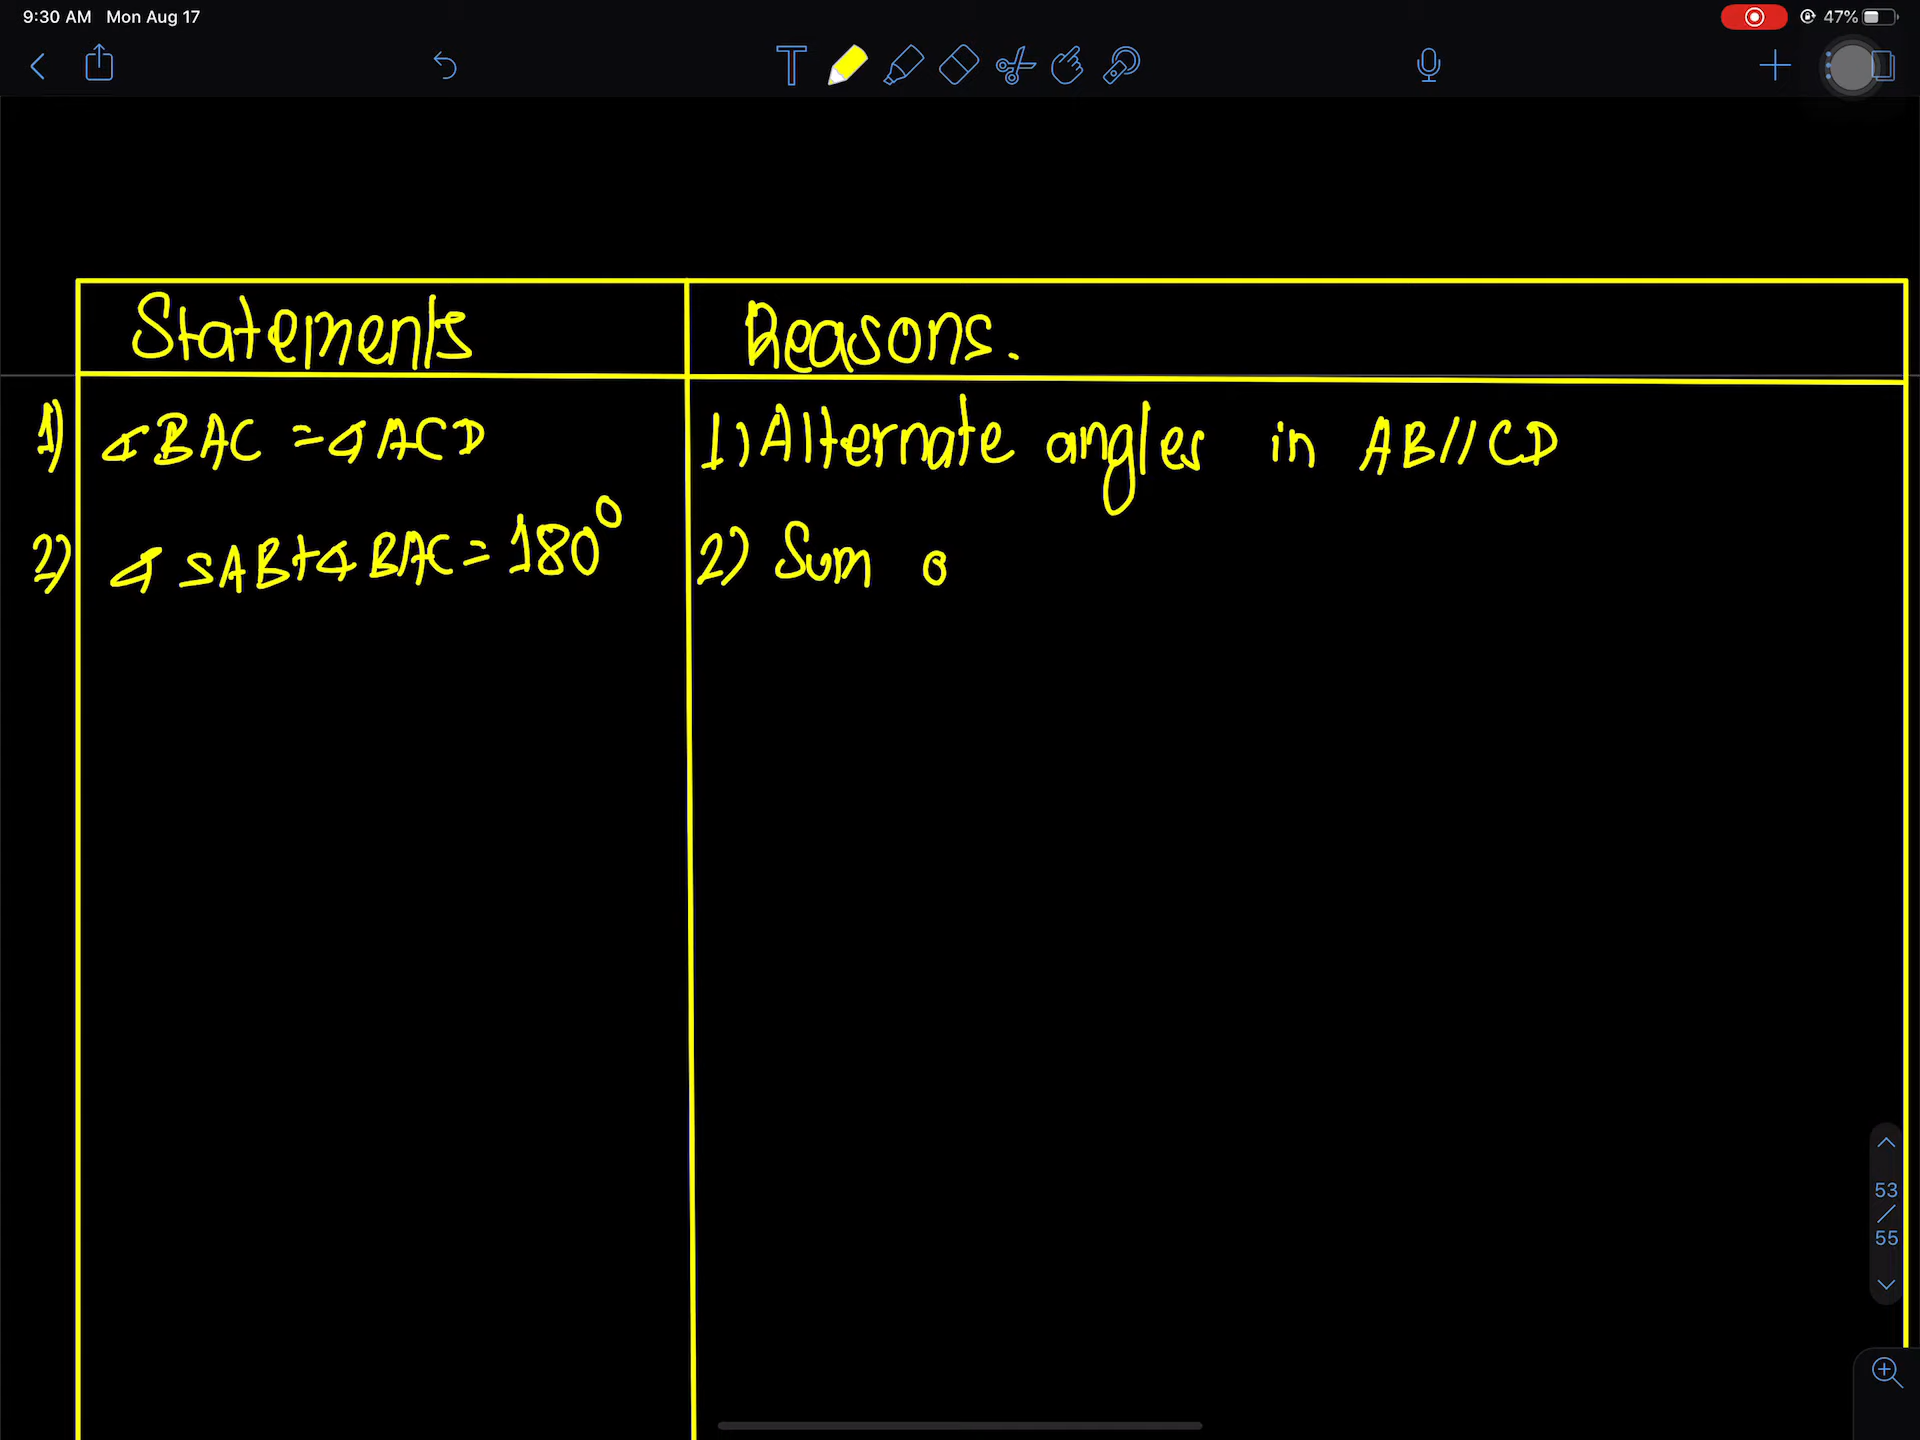 9:30 AM Mon Aug 17
47%
T
Statements Reasons.
1) ∢BAC = ∢ACD 1) Alternate angles in AB//CD
2) ∢SAB+∢BAC = 180° 2) Sum o
53
/
55